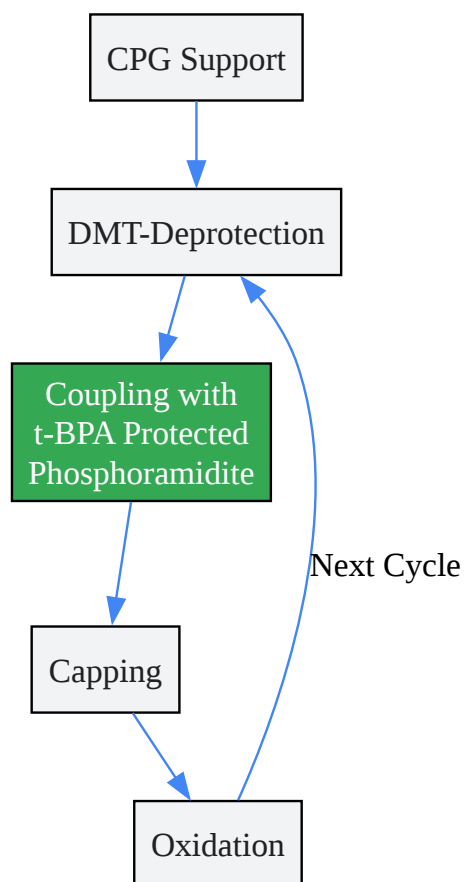 CPG Support
DMT-Deprotection
Coupling with
t-BPA Protected
Phosphoramidite
Next Cycle
Capping
Oxidation